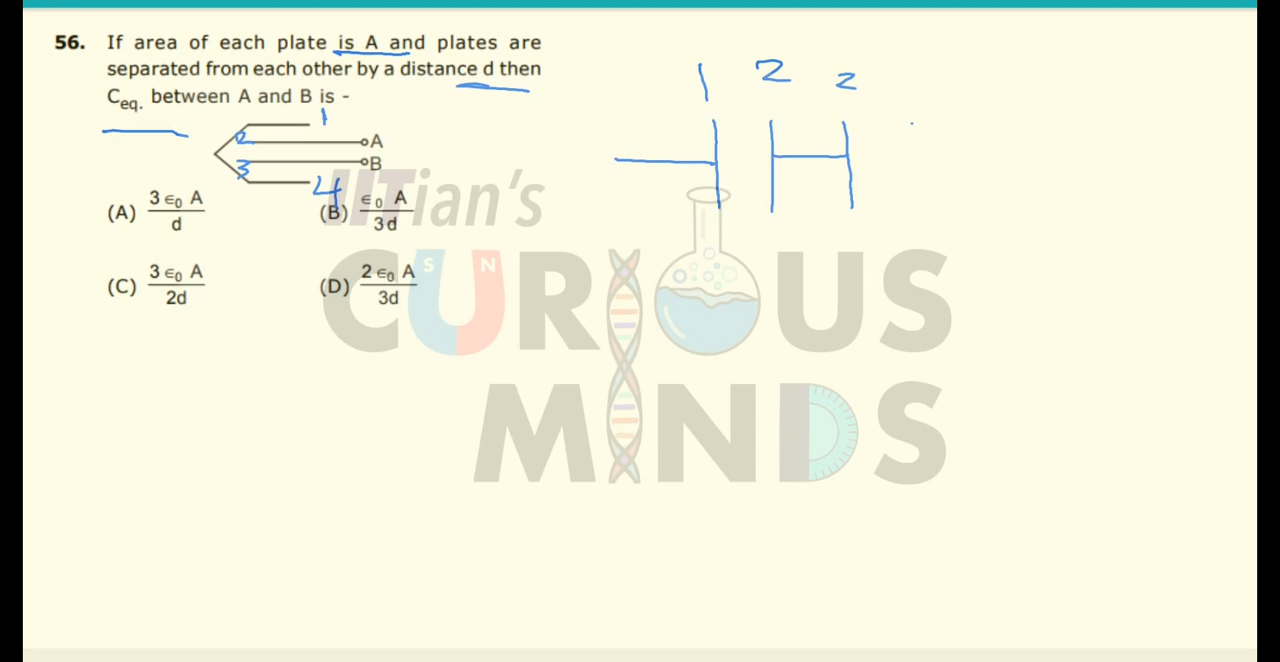 56. If area of each plate is A and plates are
separated from each other by a distance d then
Ceq. between A and B is -
1
2
A
3
B
4
(A) 3 ∈0 A / d
(B) ∈0 A / 3d
(C) 3 ∈0 A / 2d
(D) 2 ∈0 A / 3d
1 2 2
IITian's
CURIOUS
S N
MINDS